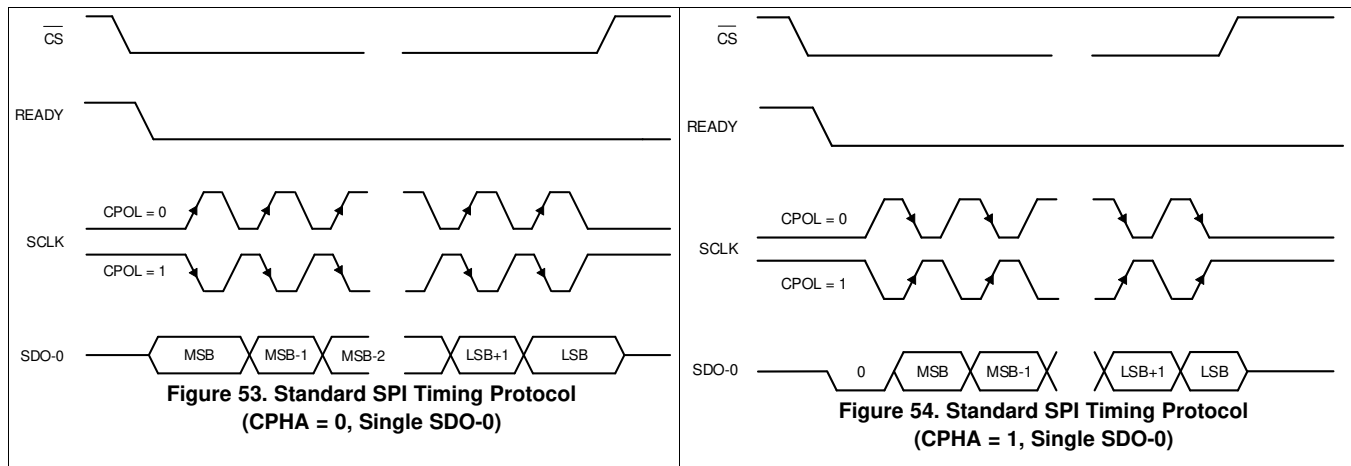 CS
READY
CPOL = 0
SCLK
CPOL = 1
SDO-0
MSB
MSB-1
MSB-2
LSB+1
LSB
Figure 53. Standard SPI Timing Protocol
(CPHA = 0, Single SDO-0)
CS
READY
CPOL = 0
SCLK
CPOL = 1
SDO-0
0
MSB
MSB-1
LSB+1
LSB
Figure 54. Standard SPI Timing Protocol
(CPHA = 1, Single SDO-0)